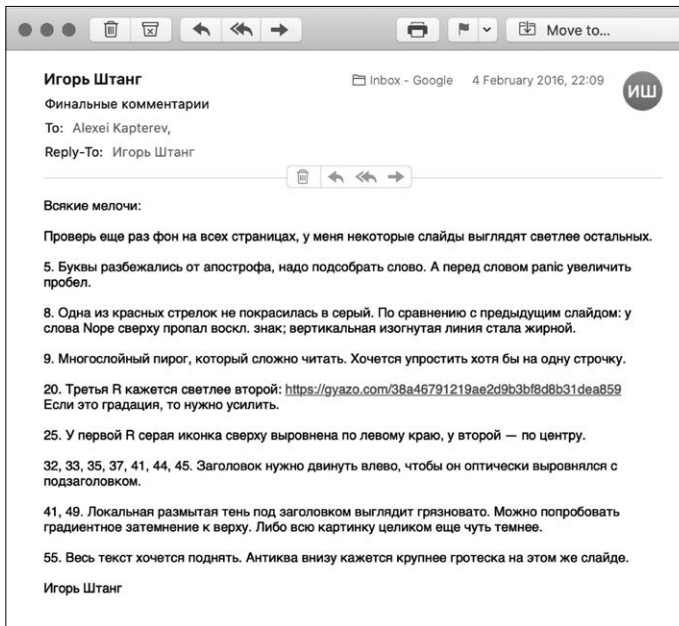 Move to...
Игорь Штанг
Inbox - Google 4 February 2016, 22:09
ИШ
Финальные комментарии
To: Alexei Kapterev,
Reply-To: Игорь Штанг
Всякие мелочи:
Проверь еще раз фон на всех страницах, у меня некоторые слайды выглядят светлее остальных.
5. Буквы разбежались от апострофа, надо подсобрать слово. А перед словом panic увеличить
пробел.
8. Одна из красных стрелок не покрасилась в серый. По сравнению с предыдущим слайдом: у
слова Nope сверху пропал воскл. знак; вертикальная изогнутая линия стала жирной.
9. Многослойный пирог, который сложно читать. Хочется упростить хотя бы на одну строчку.
20. Третья R кажется светлее второй: https://gyazo.com/38a46791219ae2d9b3bf8d8b31dea859
Если это градация, то нужно усилить.
25. У первой R серая иконка сверху выровнена по левому краю, у второй — по центру.
32, 33, 35, 37, 41, 44, 45. Заголовок нужно двинуть влево, чтобы он оптически выровнялся с
подзаголовком.
41, 49. Локальная размытая тень под заголовком выглядит грязновато. Можно попробовать
градиентное затемнение к верху. Либо всю картинку целиком еще чуть темнее.
55. Весь текст хочется поднять. Антиква внизу кажется крупнее гротеска на этом же слайде.
Игорь Штанг